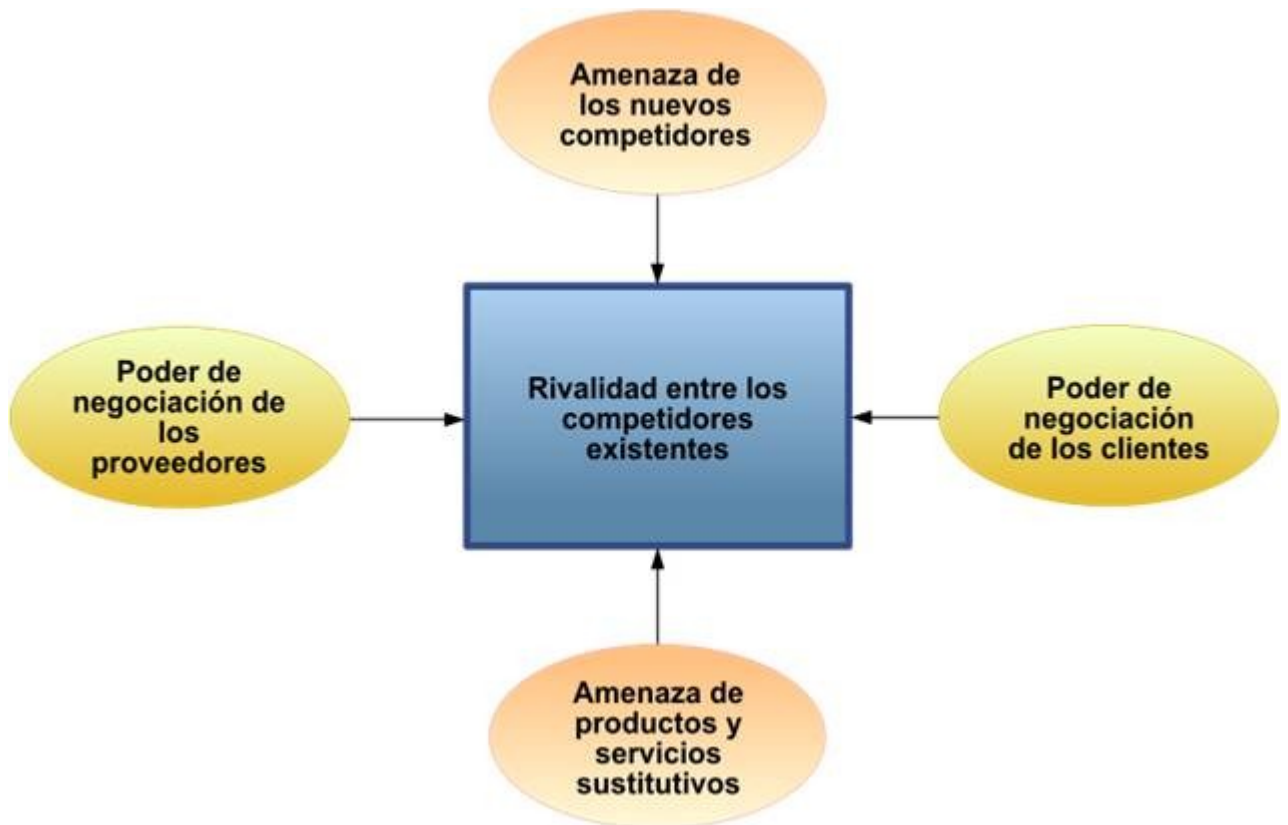 Amenaza de
los nuevos
competidores
Poder de
negociación de
los
proveedores
Rivalidad entre los
competidores
existentes
Poder de
negociación
de los clientes
Amenaza de
productos y
servicios
sustitutivos